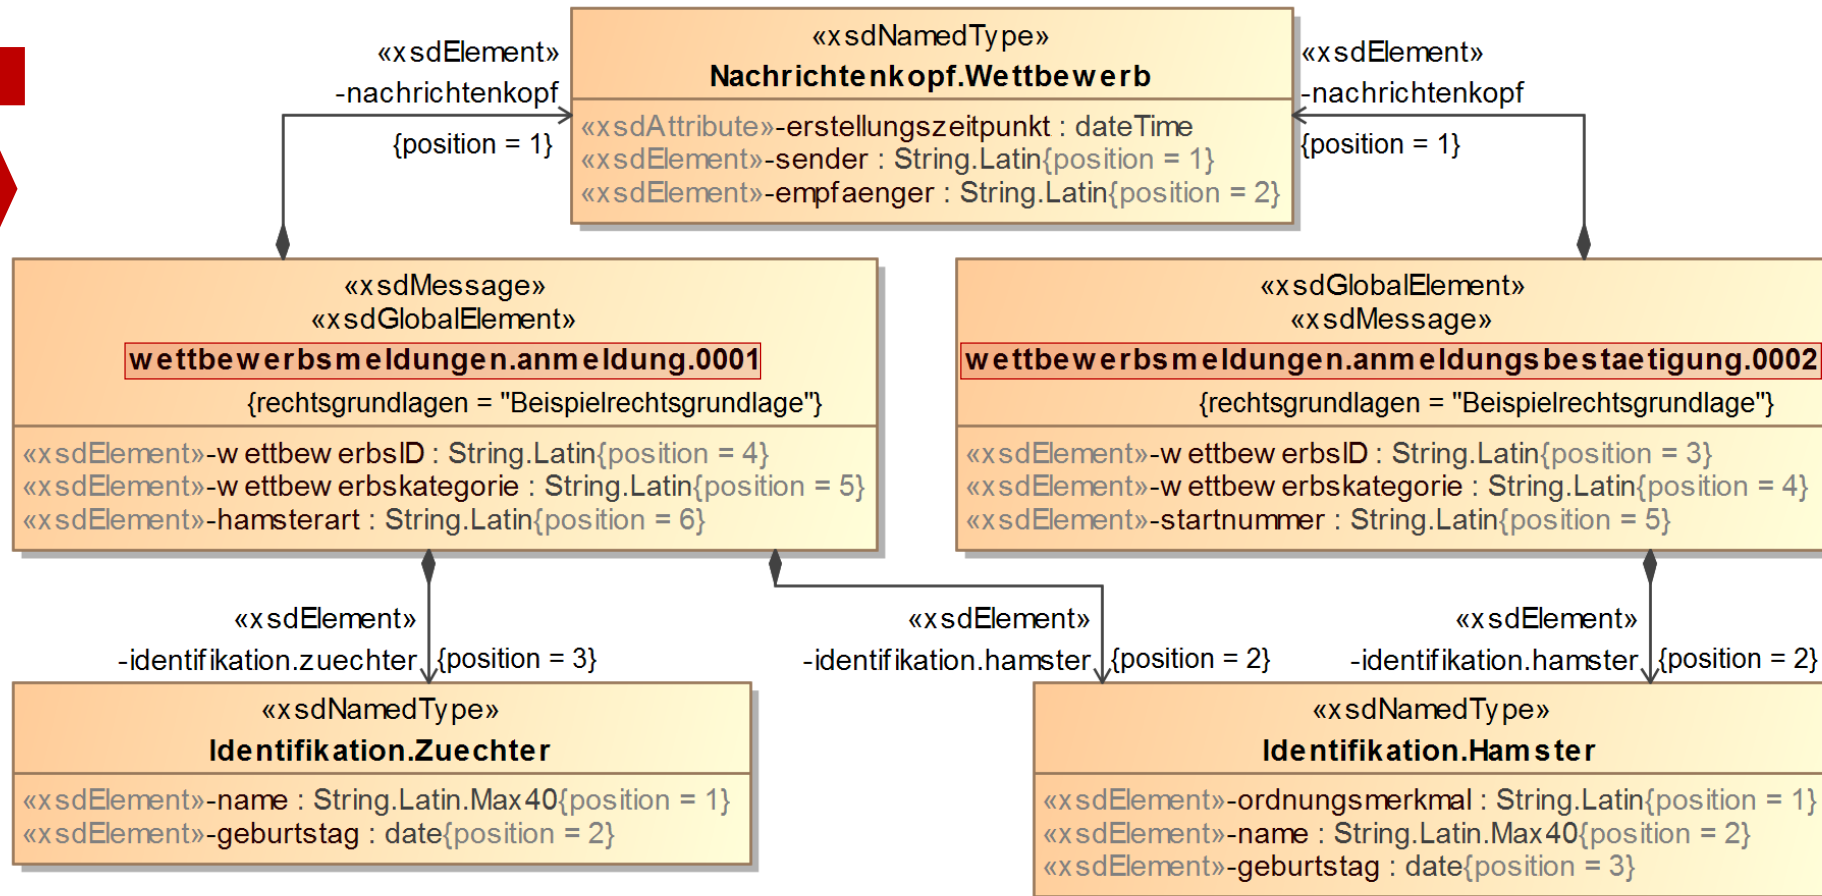 «xsdElement»
-nachrichtenkopf
{position = 1}
«xsdNamedType»
Nachrichtenkopf.Wettbewerb
«xsdAttribute»-erstellungszeitpunkt : dateTime
«xsdElement»-sender : String.Latin{position = 1}
«xsdElement»-empfaenger : String.Latin{position = 2}
«xsdElement»
-nachrichtenkopf
{position = 1}
«xsdMessage»
«xsdGlobalElement»
wettbewerbsmeldungen.anmeldung.0001
{rechtsgrundlagen = "Beispielrechtsgrundlage"}
«xsdElement»-wettbewerbsID : String.Latin{position = 4}
«xsdElement»-wettbewerbskategorie : String.Latin{position = 5}
«xsdElement»-hamsterart : String.Latin{position = 6}
«xsdGlobalElement»
«xsdMessage»
wettbewerbsmeldungen.anmeldungsbestaetigung.0002
{rechtsgrundlagen = "Beispielrechtsgrundlage"}
«xsdElement»-wettbewerbsID : String.Latin{position = 3}
«xsdElement»-wettbewerbskategorie : String.Latin{position = 4}
«xsdElement»-startnummer : String.Latin{position = 5}
«xsdElement»
-identifikation.zuechter
{position = 3}
«xsdElement»
-identifikation.hamster
{position = 2}
«xsdElement»
-identifikation.hamster
{position = 2}
«xsdNamedType»
Identifikation.Zuechter
«xsdElement»-name : String.Latin.Max40{position = 1}
«xsdElement»-geburtstag : date{position = 2}
«xsdNamedType»
Identifikation.Hamster
«xsdElement»-ordnungsmerkmal : String.Latin{position = 1}
«xsdElement»-name : String.Latin.Max40{position = 2}
«xsdElement»-geburtstag : date{position = 3}